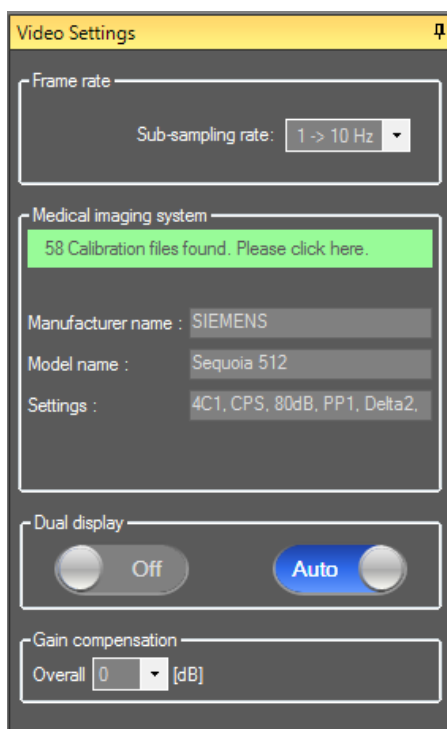 Video Settings
Frame rate
Sub-sampling rate: 1 -> 10 Hz
Medical imaging system
58 Calibration files found. Please click here.
Manufacturer name : SIEMENS
Model name : Sequoia 512
Settings : 4C1, CPS, 80dB, PP1, Delta2,
Dual display
Off Auto
Gain compensation
Overall 0 [dB]